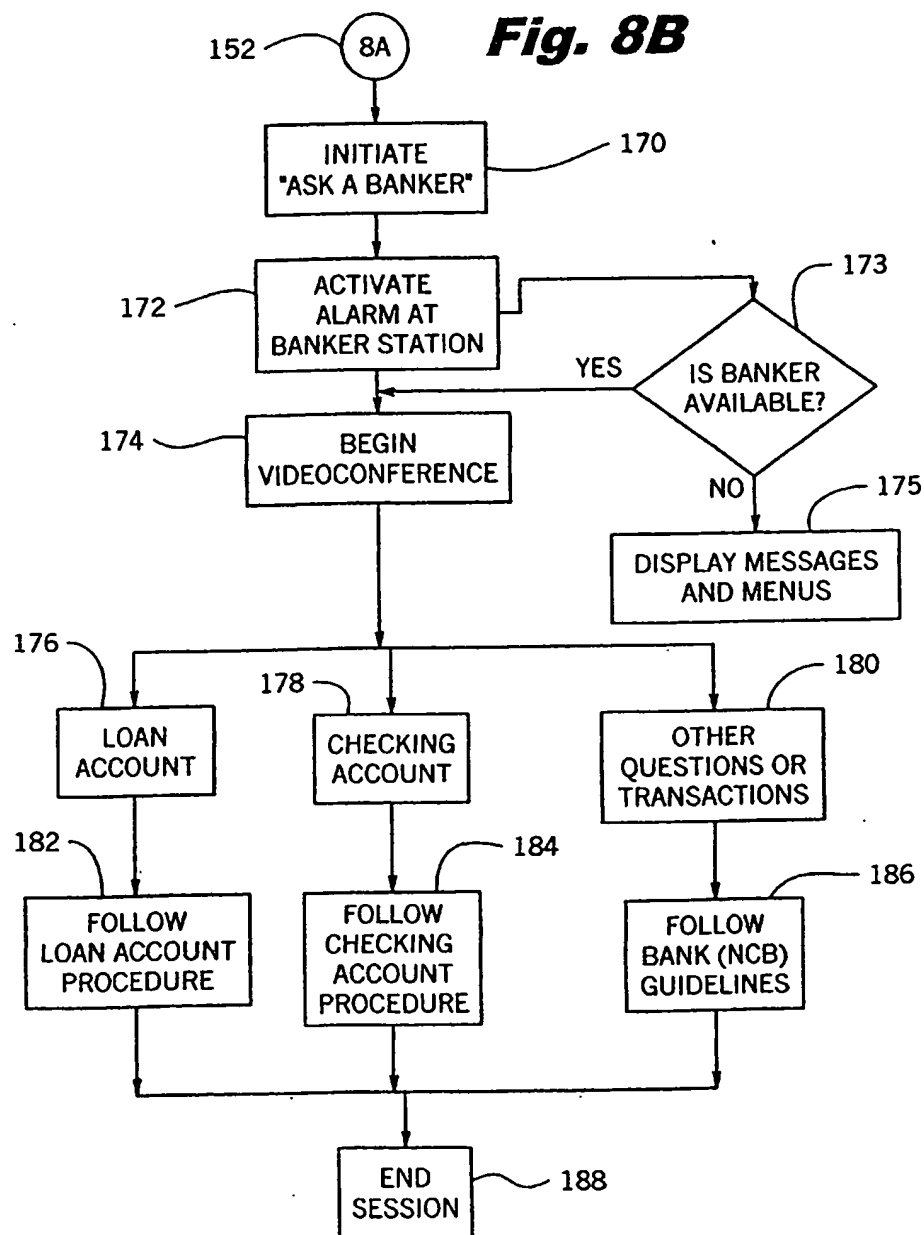 Fig. 8B
152
8A
INITIATE
"ASK A BANKER"
170
172
ACTIVATE
ALARM AT
BANKER STATION
173
IS BANKER
AVAILABLE?
YES
NO
174
BEGIN
VIDEOCONFERENCE
175
DISPLAY MESSAGES
AND MENUS
176
LOAN
ACCOUNT
178
CHECKING
ACCOUNT
180
OTHER
QUESTIONS OR
TRANSACTIONS
182
FOLLOW
LOAN ACCOUNT
PROCEDURE
184
FOLLOW
CHECKING
ACCOUNT
PROCEDURE
186
FOLLOW
BANK (NCB)
GUIDELINES
END
SESSION
188